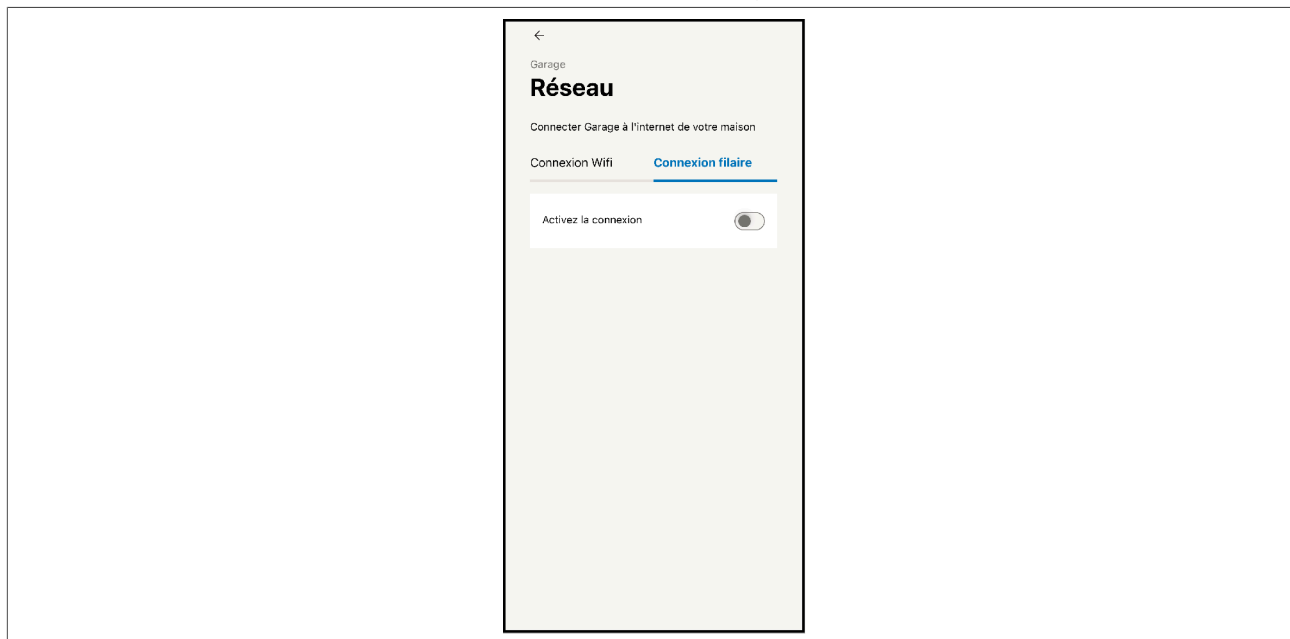 Garage
Réseau
Connecter Garage à l'internet de votre maison
Connexion Wifi
Connexion filaire
Activez la connexion